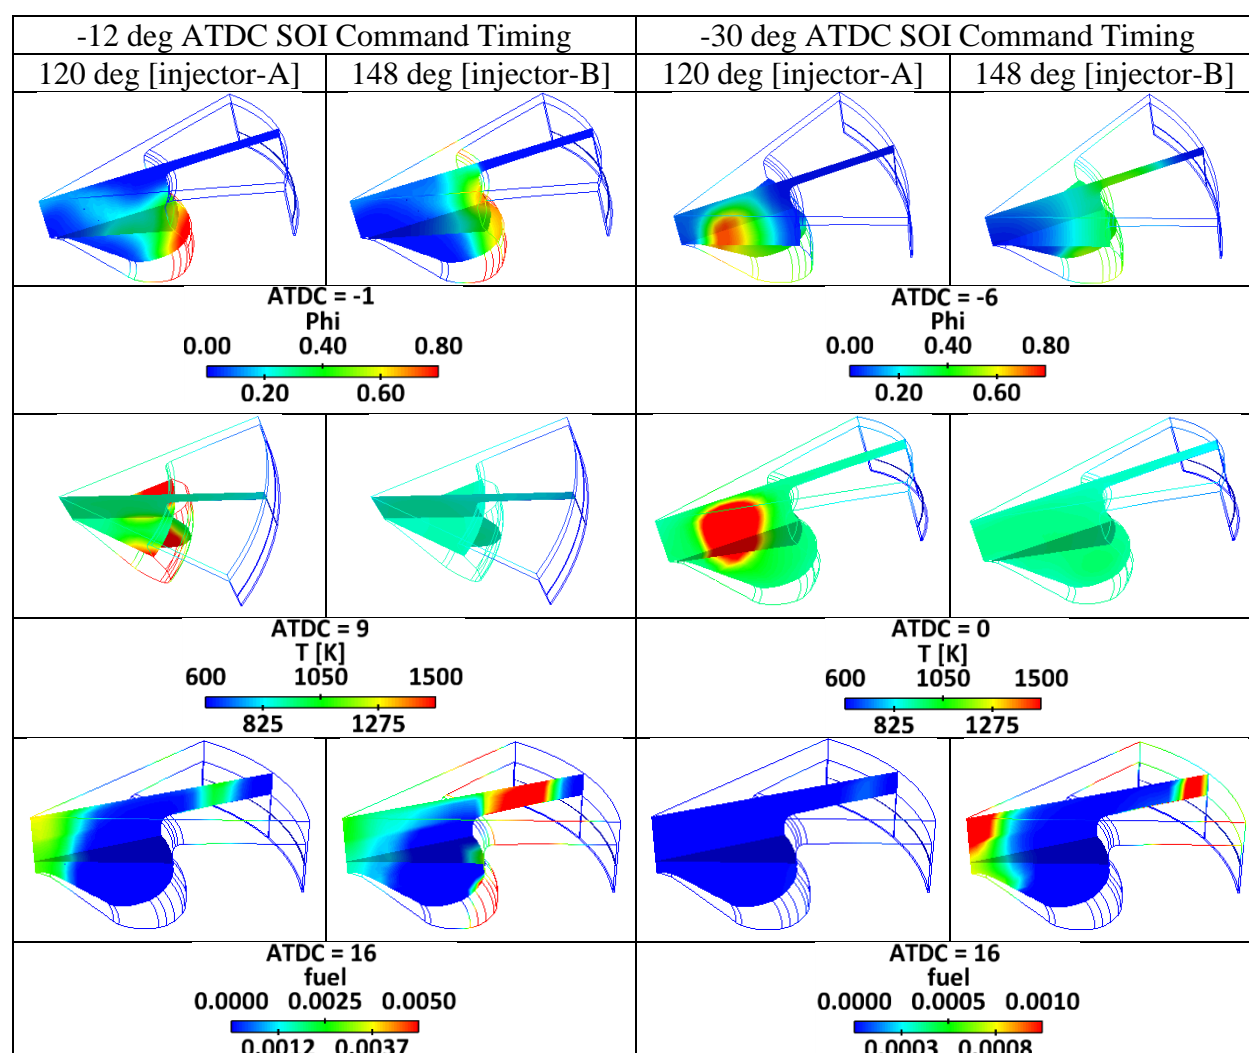 -12 deg ATDC SOI Command Timing
-30 deg ATDC SOI Command Timing
120 deg [injector-A]
148 deg [injector-B]
120 deg [injector-A]
148 deg [injector-B]
ATDC = -1
Phi
0.00 0.40 0.80
0.20 0.60
ATDC = -6
Phi
0.00 0.40 0.80
0.20 0.60
ATDC = 9
T [K]
600 1050 1500
825 1275
ATDC = 0
T [K]
600 1050 1500
825 1275
ATDC = 16
fuel
0.0000 0.0025 0.0050
0.0012 0.0037
ATDC = 16
fuel
0.0000 0.0005 0.0010
0.0003 0.0008